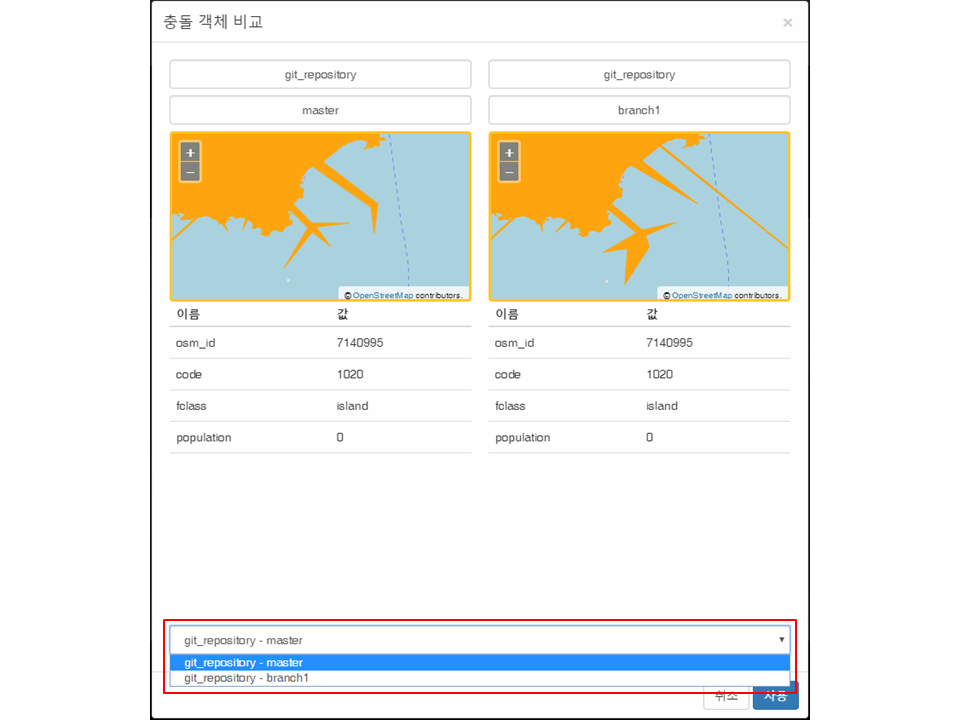 충돌 객체 비교 ×
git_repository git_repository
master branch1
+ +
− −
© OpenStreetMap contributors. © OpenStreetMap contributors.
이름 값 이름 값
osm_id 7140995 osm_id 7140995
code 1020 code 1020
fclass island fclass island
population 0 population 0
git_repository - master
git_repository - master
git_repository - branch1
취소 사용